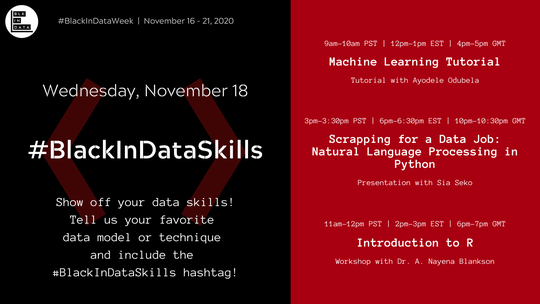 BLK
IN
DATA
#BlackInDataWeek | November 16 - 21, 2020
Wednesday, November 18
#BlackInDataSkills
Show off your data skills!
Tell us your favorite
data model or technique
and include the
#BlackInDataSkills hashtag!
9am-10am PST | 12pm-1pm EST | 4pm-5pm GMT
Machine Learning Tutorial
Tutorial with Ayodele Odubela
3pm-3:30pm PST | 6pm-6:30pm EST | 10pm-10:30pm GMT
Scrapping for a Data Job:
Natural Language Processing in
Python
Presentation with Sia Seko
11am-12pm PST | 2pm-3pm EST | 6pm-7pm GMT
Introduction to R
Workshop with Dr. A. Nayena Blankson